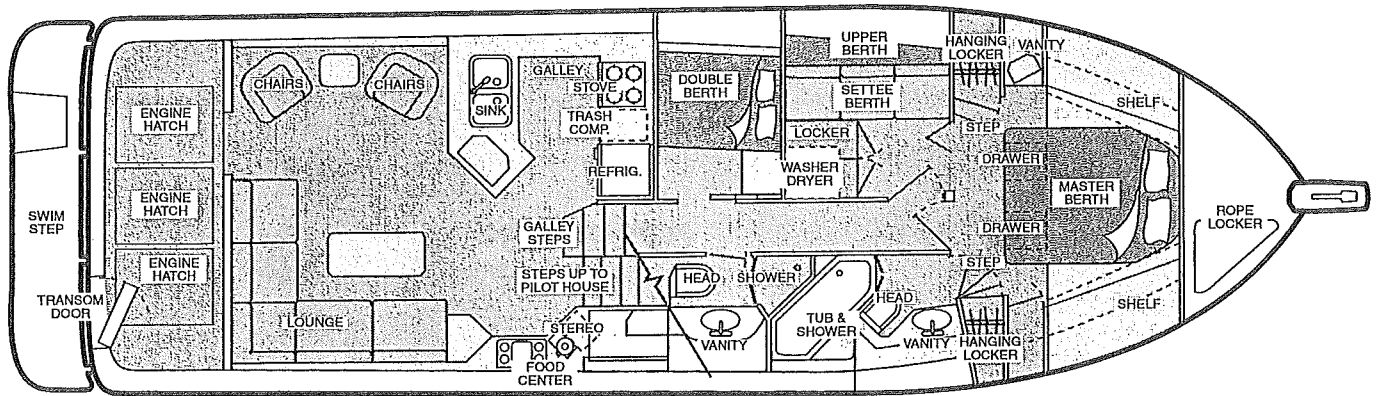 SWIM
STEP
TRANSOM
DOOR
ENGINE
HATCH
ENGINE
HATCH
ENGINE
HATCH
CHAIRS
CHAIRS
LOUNGE
SINK
GALLEY
STOVE
TRASH
COMP.
REFRIG.
GALLEY
STEPS
STEPS UP TO
PILOT HOUSE
STEREO
FOOD
CENTER
DOUBLE
BERTH
UPPER
BERTH
SETTEE
BERTH
LOCKER
WASHER
DRYER
HEAD
SHOWER
VANITY
TUB &
SHOWER
HEAD
VANITY
HANGING
LOCKER
VANITY
STEP
DRAWER
MASTER
BERTH
DRAWER
STEP
HANGING
LOCKER
SHELF
SHELF
ROPE
LOCKER